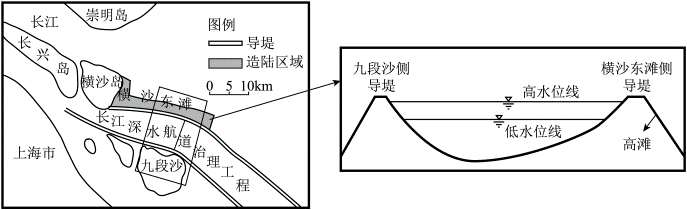 长江
崇明岛
长兴岛
横沙岛
横沙东滩
长江深水航道治理工程
上海市
九段沙
图例
导堤
造陆区域
0 5 10km
九段沙侧
导堤
横沙东滩侧
导堤
高水位线
低水位线
高滩